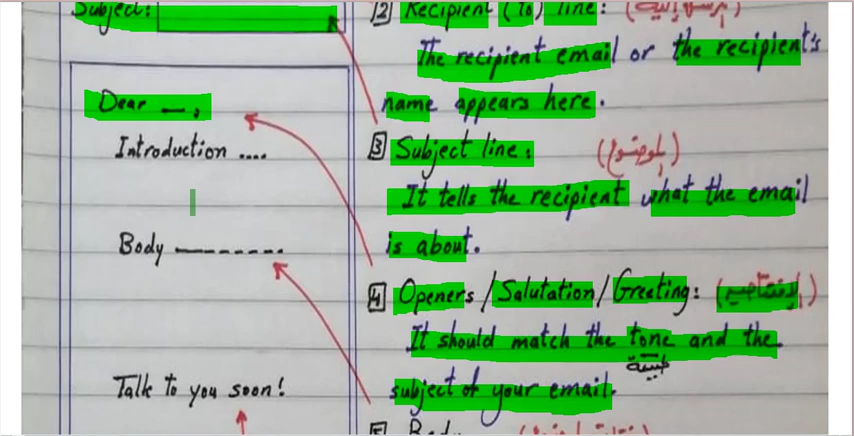 Subject:
Dear __,
Introduction ....
Body --------
Talk to you soon!
2 Recipient (to) line:
The recipient email or the recipient's
name appears here.
3 Subject line: (الموضوع)
It tells the recipient what the email
is about.
4 Openers / Salutation / Greeting:
It should match the tone and the
subject of your email.
5 Body